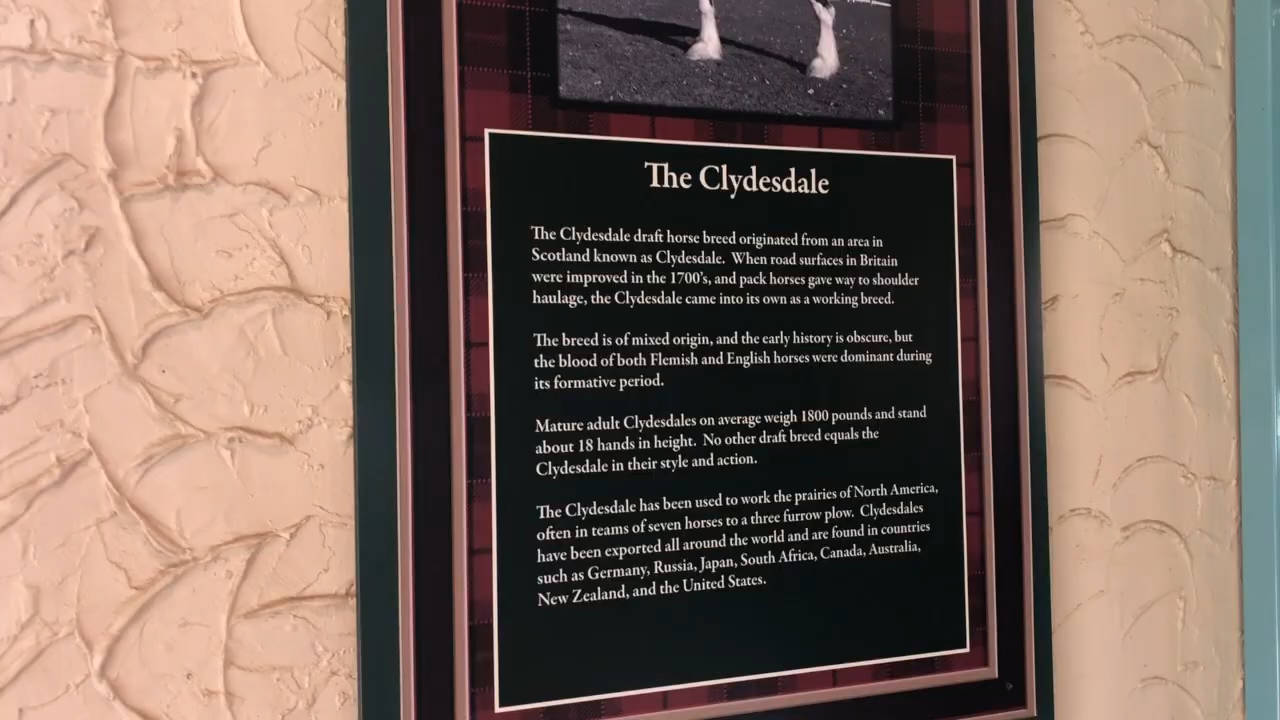 The Clydesdale
The Clydesdale draft horse breed originated from an area in
Scotland known as Clydesdale. When road surfaces in Britain
were improved in the 1700's, and pack horses gave way to shoulder
haulage, the Clydesdale came into its own as a working breed.
The breed is of mixed origin, and the early history is obscure, but
the blood of both Flemish and English horses were dominant during
its formative period.
Mature adult Clydesdales on average weigh 1800 pounds and stand
about 18 hands in height. No other draft breed equals the
Clydesdale in their style and action.
The Clydesdale has been used to work the prairies of North America,
often in teams of seven horses to a three furrow plow. Clydesdales
have been exported all around the world and are found in countries
such as Germany, Russia, Japan, South Africa, Canada, Australia,
New Zealand, and the United States.